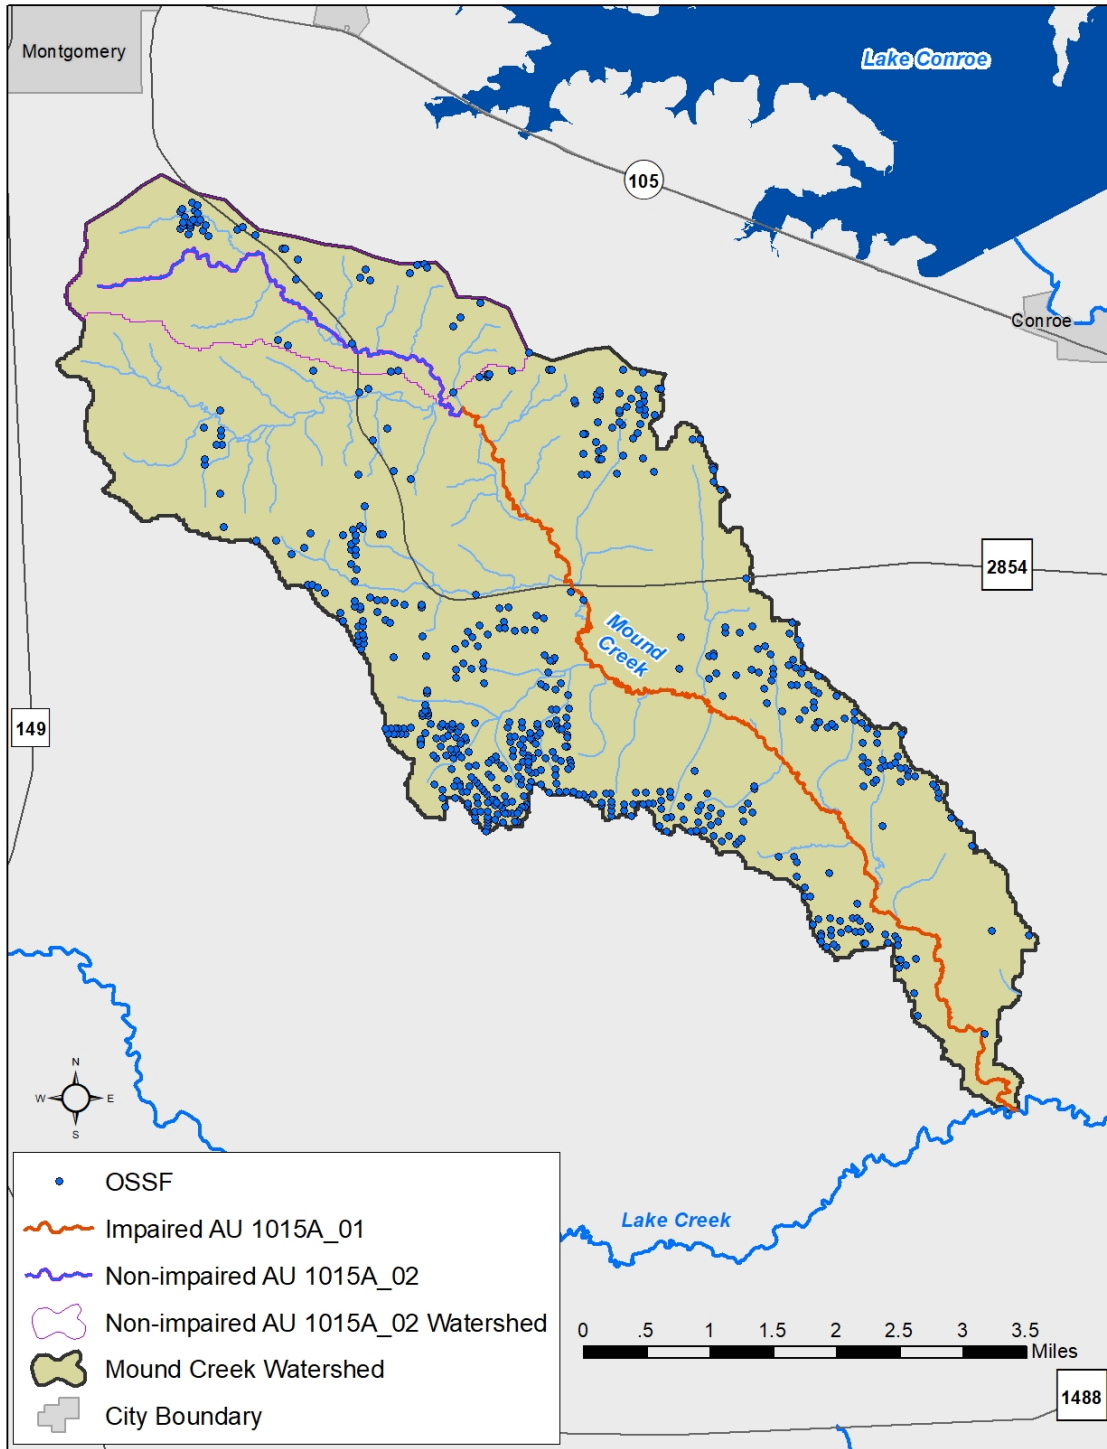 Montgomery
Lake Conroe
105
Conroe
2854
Mound
Creek
149
N
W
E
S
Lake Creek
OSSF
Impaired AU 1015A_01
Non-impaired AU 1015A_02
Non-impaired AU 1015A_02 Watershed
Mound Creek Watershed
City Boundary
0 .5 1 1.5 2 2.5 3 3.5
Miles
1488